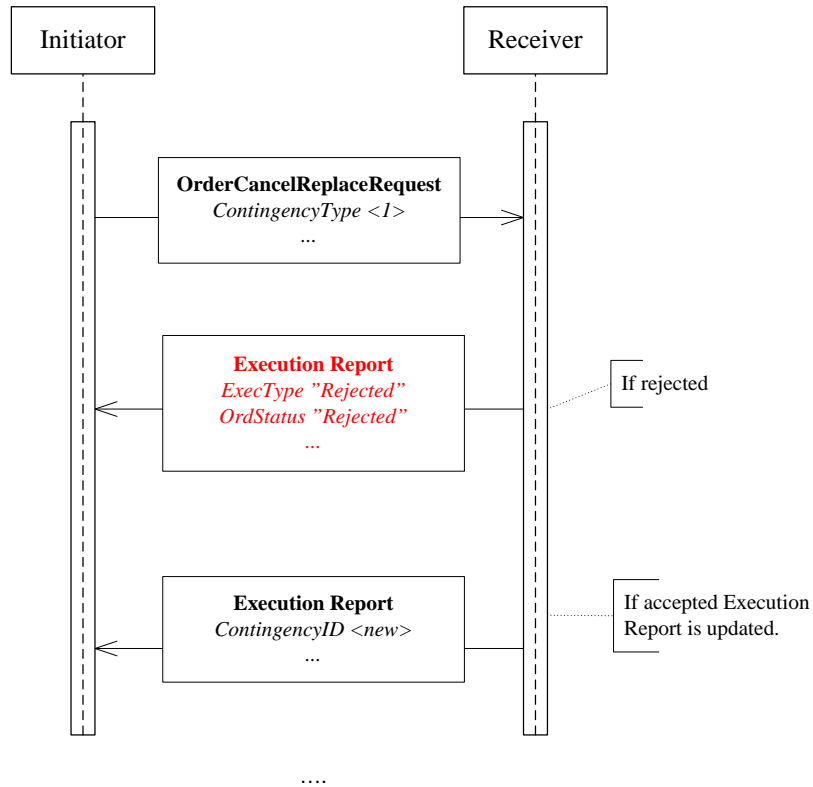 Initiator
Receiver
OrderCancelReplaceRequest
ContingencyType <1>
...
Execution Report
ExecType ”Rejected”
OrdStatus ”Rejected”
...
If rejected
Execution Report
ContingencyID <new>
...
If accepted Execution
Report is updated.
....